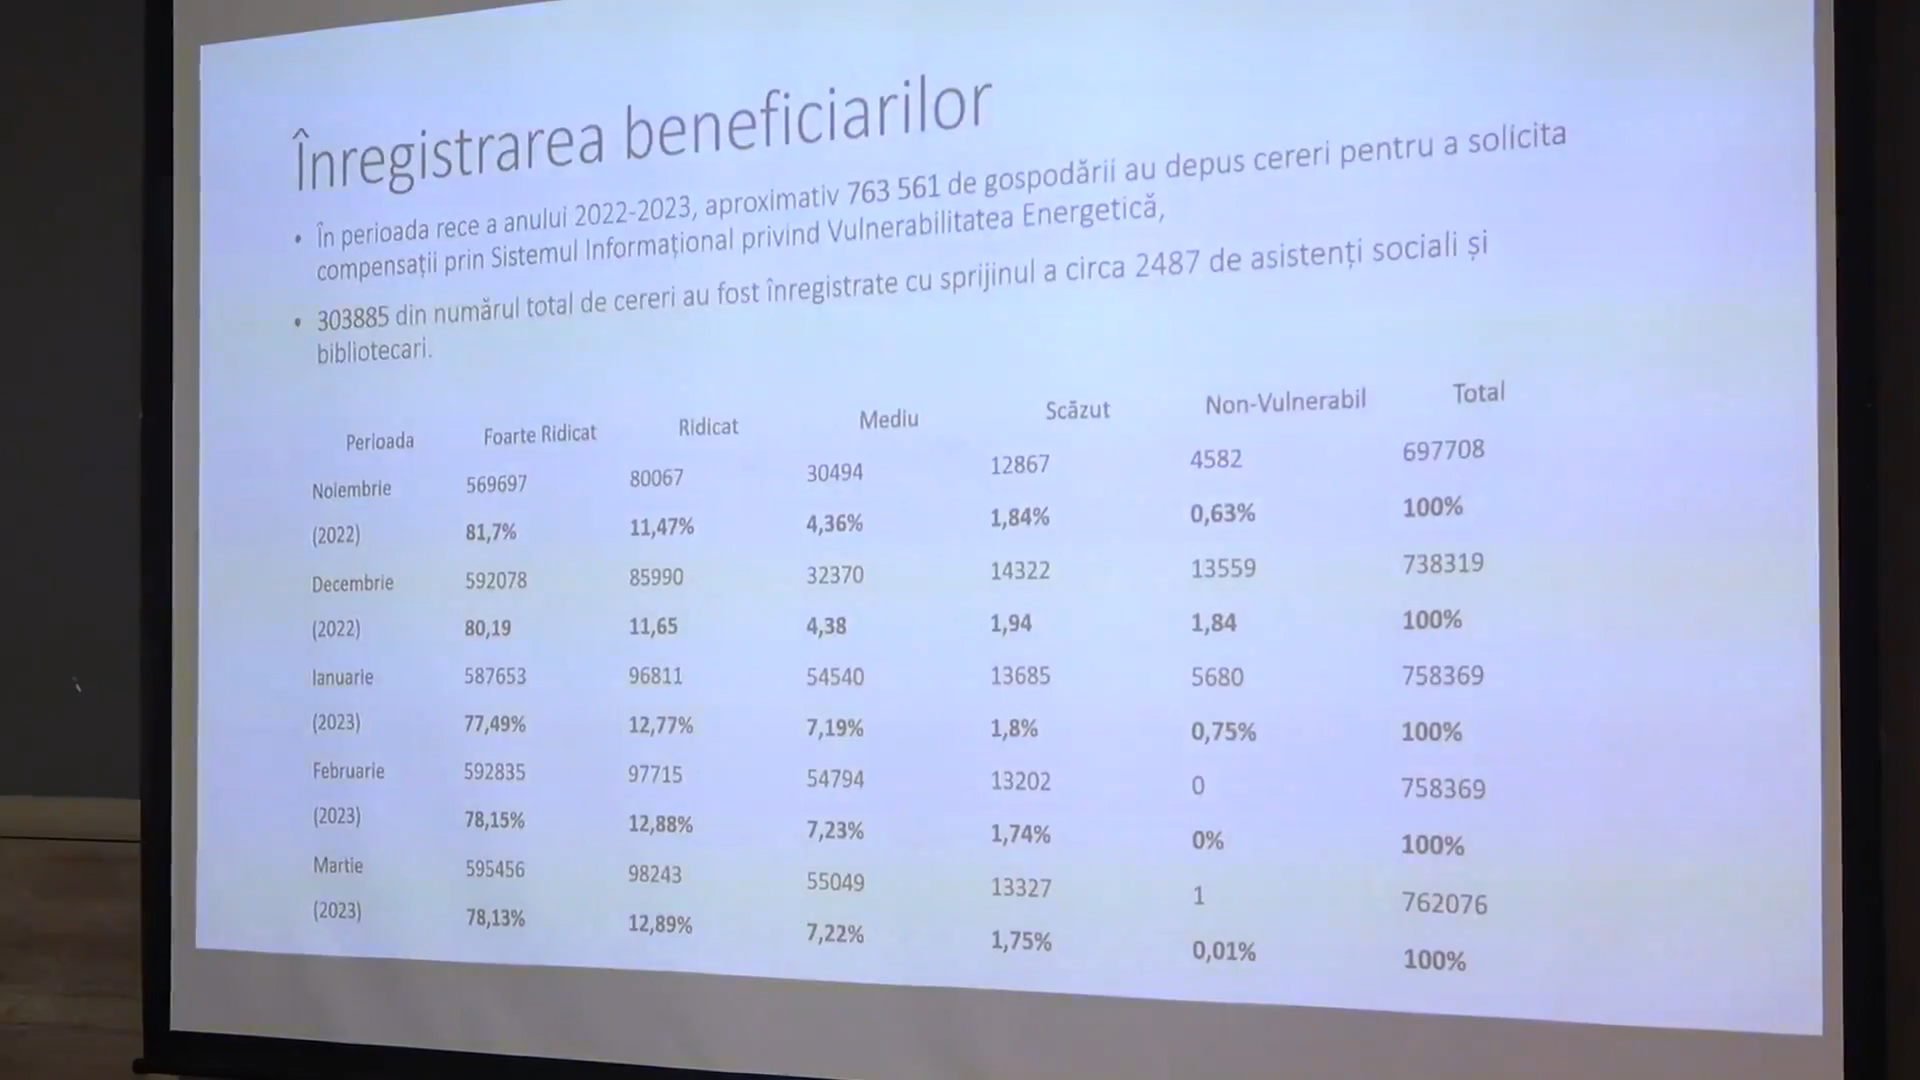 Înregistrarea beneficiarilor
• În perioada rece a anului 2022-2023, aproximativ 763 561 de gospodării au depus cereri pentru a solicita
compensații prin Sistemul Informațional privind Vulnerabilitatea Energetică,
• 303885 din numărul total de cereri au fost înregistrate cu sprijinul a circa 2487 de asistenți sociali și
bibliotecari.
Perioada Foarte Ridicat Ridicat Mediu Scăzut Non-Vulnerabil Total
Noiembrie 569697 80067 30494 12867 4582 697708
(2022) 81,7% 11,47% 4,36% 1,84% 0,63% 100%
Decembrie 592078 85990 32370 14322 13559 738319
(2022) 80,19 11,65 4,38 1,94 1,84 100%
Ianuarie 587653 96811 54540 13685 5680 758369
(2023) 77,49% 12,77% 7,19% 1,8% 0,75% 100%
Februarie 592835 97715 54794 13202 0 758369
(2023) 78,15% 12,88% 7,23% 1,74% 0% 100%
Martie 595456 98243 55049 13327 1 762076
(2023) 78,13% 12,89% 7,22% 1,75% 0,01% 100%